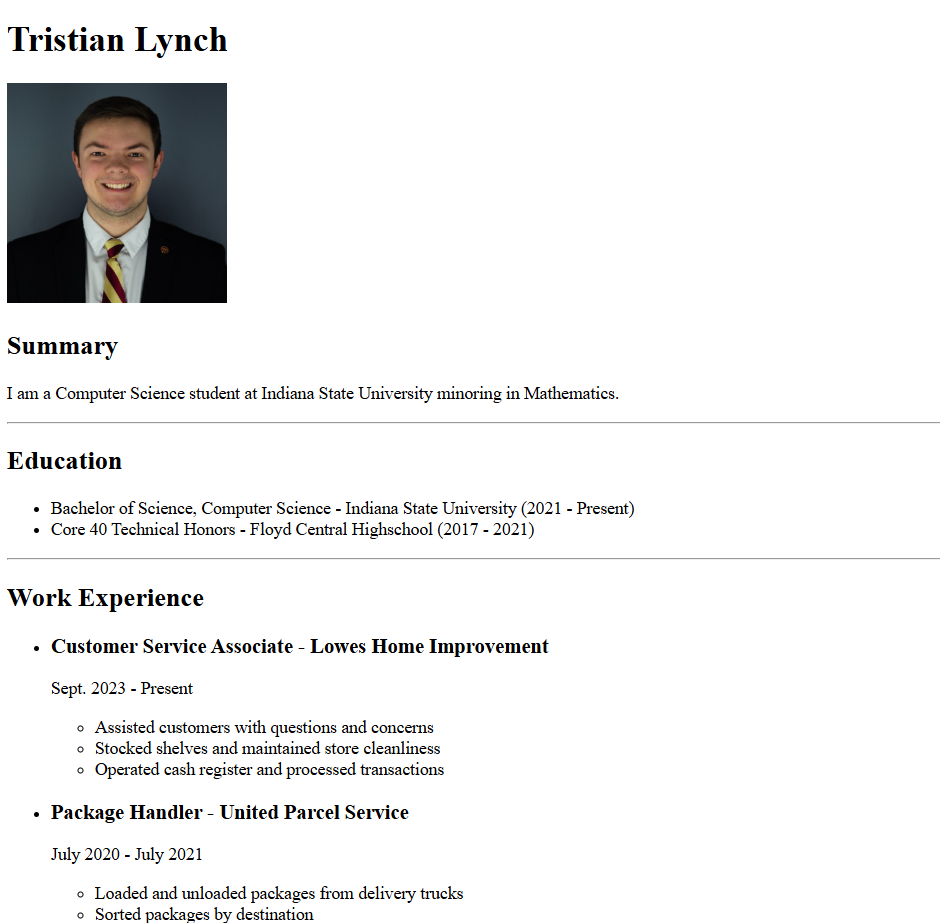 Tristian Lynch
Summary
I am a Computer Science student at Indiana State University minoring in Mathematics.
Education
Bachelor of Science, Computer Science - Indiana State University (2021 - Present)
Core 40 Technical Honors - Floyd Central Highschool (2017 - 2021)
Work Experience
Customer Service Associate - Lowes Home Improvement
Sept. 2023 - Present
Assisted customers with questions and concerns
Stocked shelves and maintained store cleanliness
Operated cash register and processed transactions
Package Handler - United Parcel Service
July 2020 - July 2021
Loaded and unloaded packages from delivery trucks
Sorted packages by destination